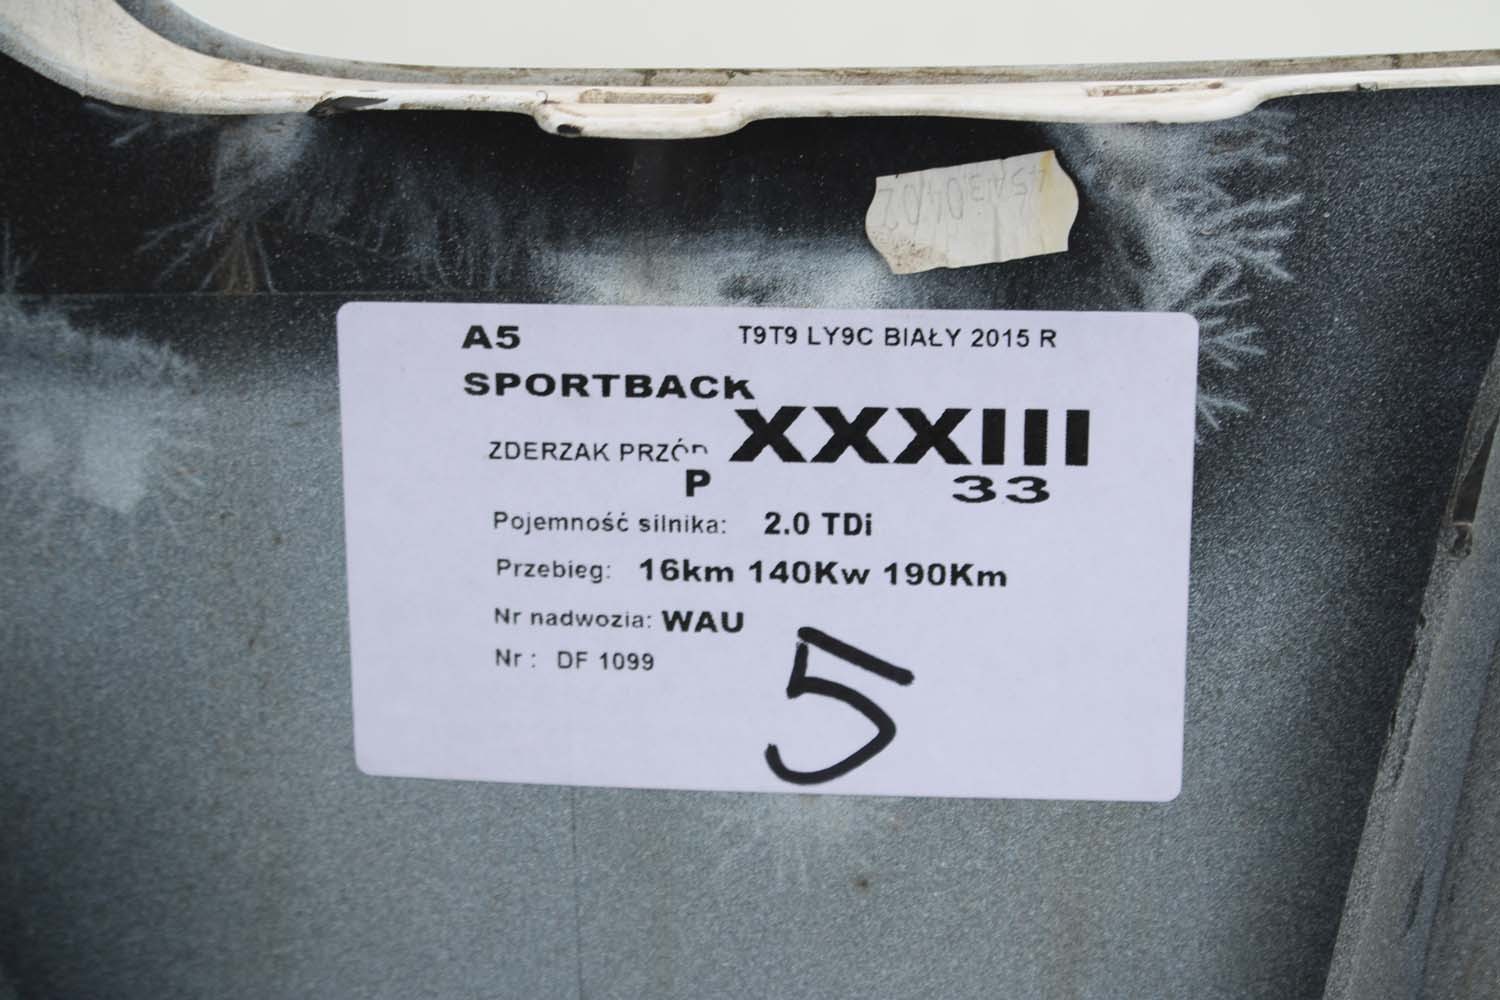 A5
T9T9 LY9C BIAŁY 2015 R
SPORTBACK
XXXIII
ZDERZAK PRZÓD
P
33
Pojemność silnika: 2.0 TDi
Przebieg: 16km 140Kw 190Km
Nr nadwozia: WAU
Nr : DF 1099
5